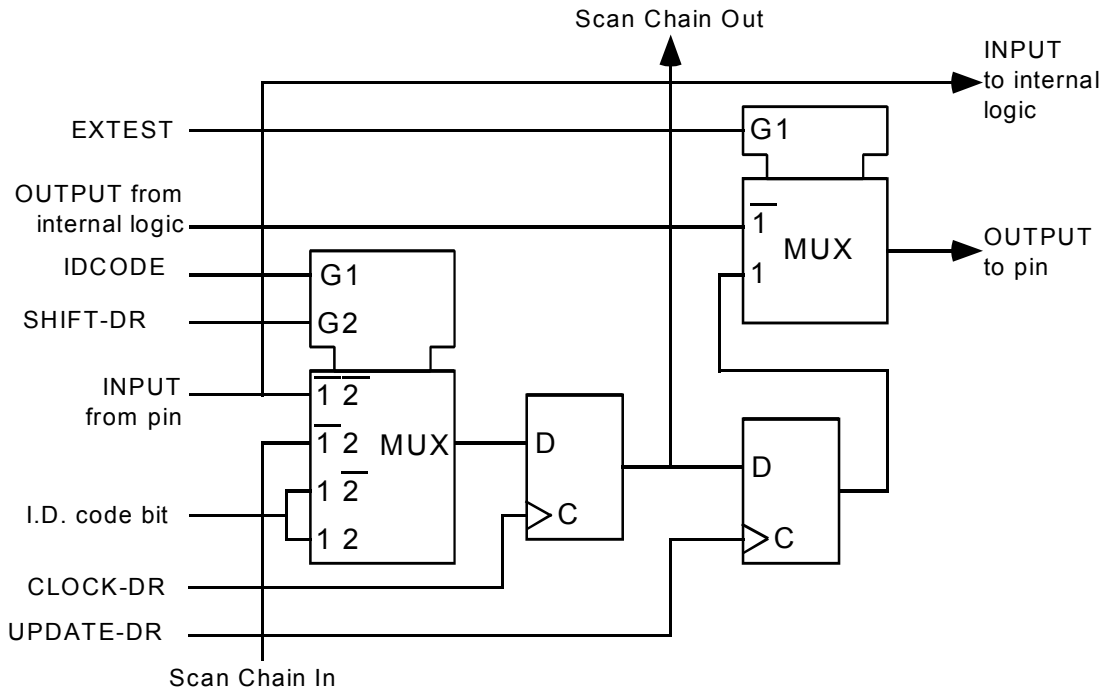 Scan Chain Out
INPUT
to internal
logic
EXTEST
G1
OUTPUT from
internal logic
1
MUX
OUTPUT
to pin
1
IDCODE
G1
SHIFT-DR
G2
INPUT
from pin
1 2
1 2
MUX
D
D
1 2
I.D. code bit
1 2
C
C
CLOCK-DR
UPDATE-DR
Scan Chain In